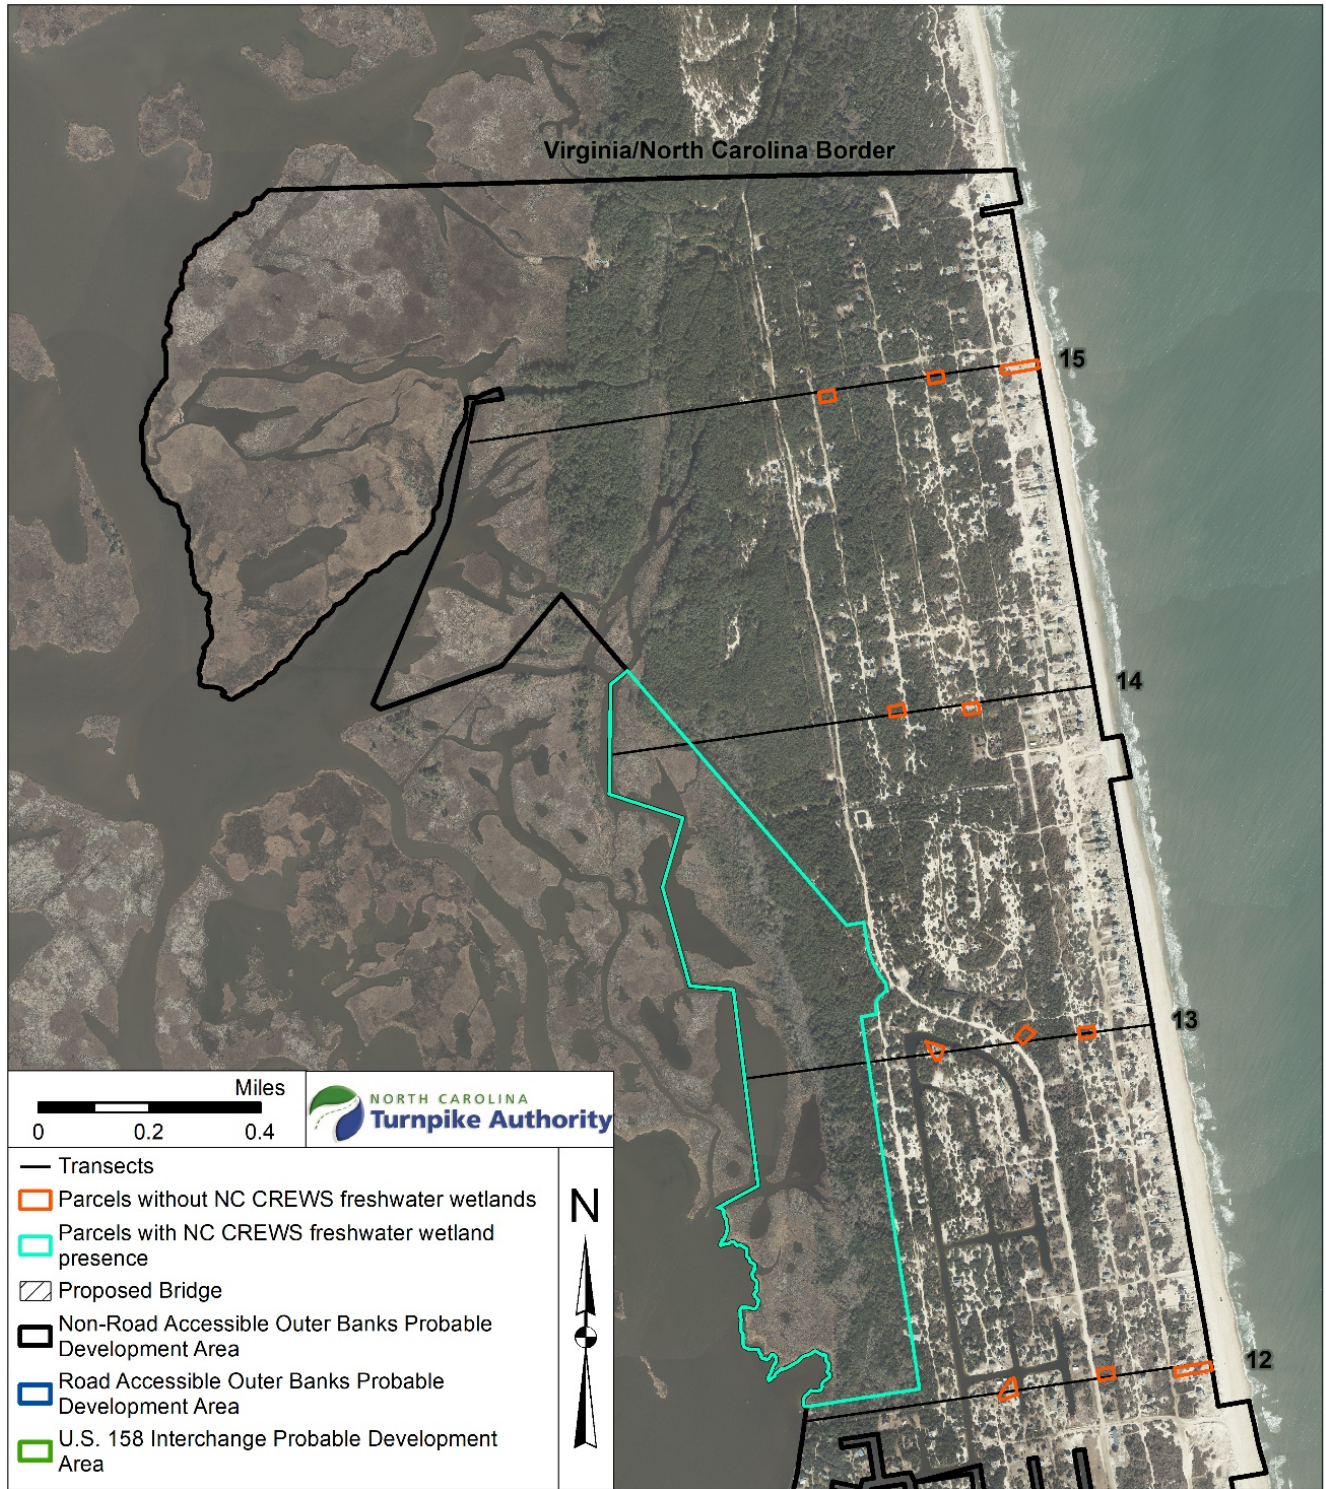 Virginia/North Carolina Border
15
14
13
12
Miles
0 0.2 0.4
NORTH CAROLINA
Turnpike Authority
Transects
Parcels without NC CREWS freshwater wetlands
Parcels with NC CREWS freshwater wetland
presence
Proposed Bridge
Non-Road Accessible Outer Banks Probable
Development Area
Road Accessible Outer Banks Probable
Development Area
U.S. 158 Interchange Probable Development
Area
N